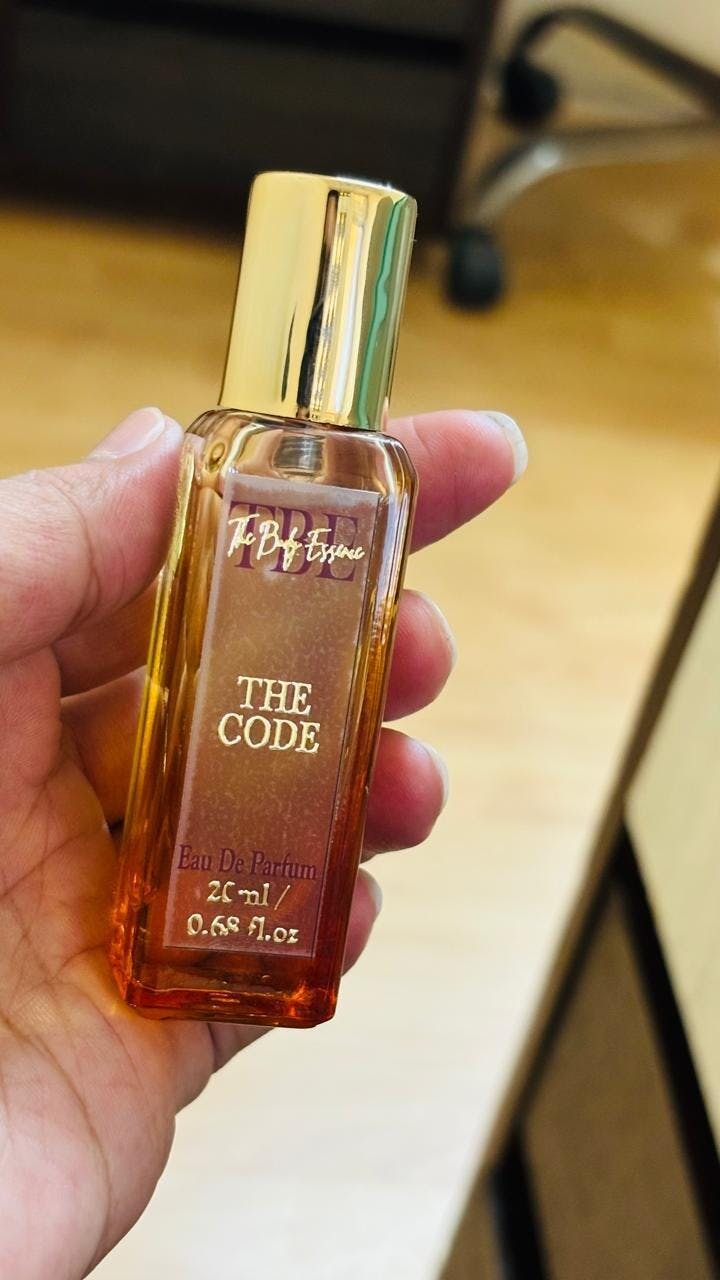 TBE
The Body Essence
THE
CODE
Eau De Parfum
20 ml /
0.68 fl.oz